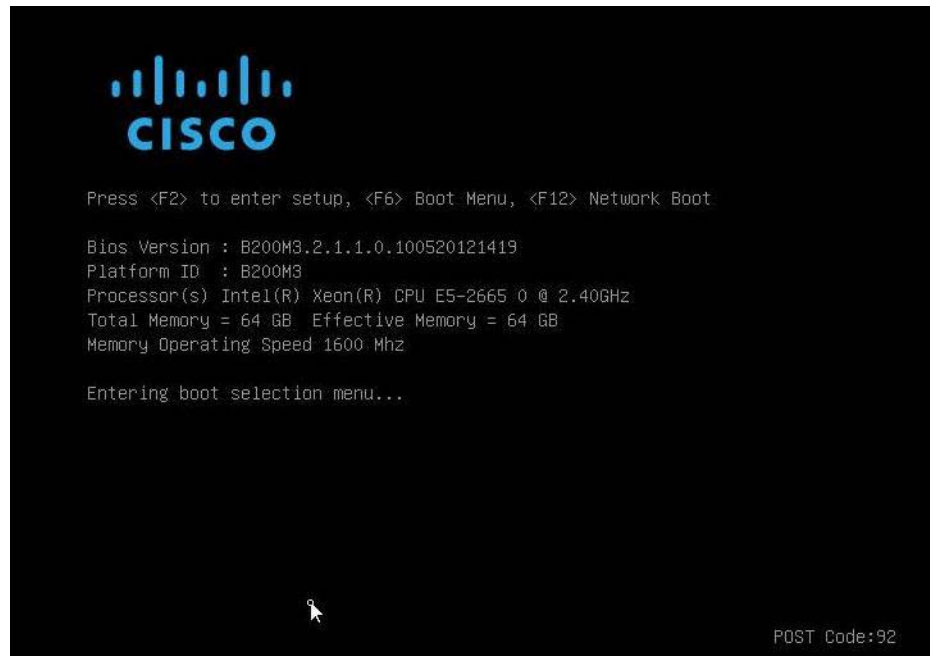 CISCO
Press <F2> to enter setup, <F6> Boot Menu, <F12> Network Boot
Bios Version : B200M3.2.1.1.0.100520121419
Platform ID  : B200M3
Processor(s) Intel(R) Xeon(R) CPU E5-2665 0 @ 2.40GHz
Total Memory = 64 GB  Effective Memory = 64 GB
Memory Operating Speed 1600 Mhz
Entering boot selection menu...
POST Code:92